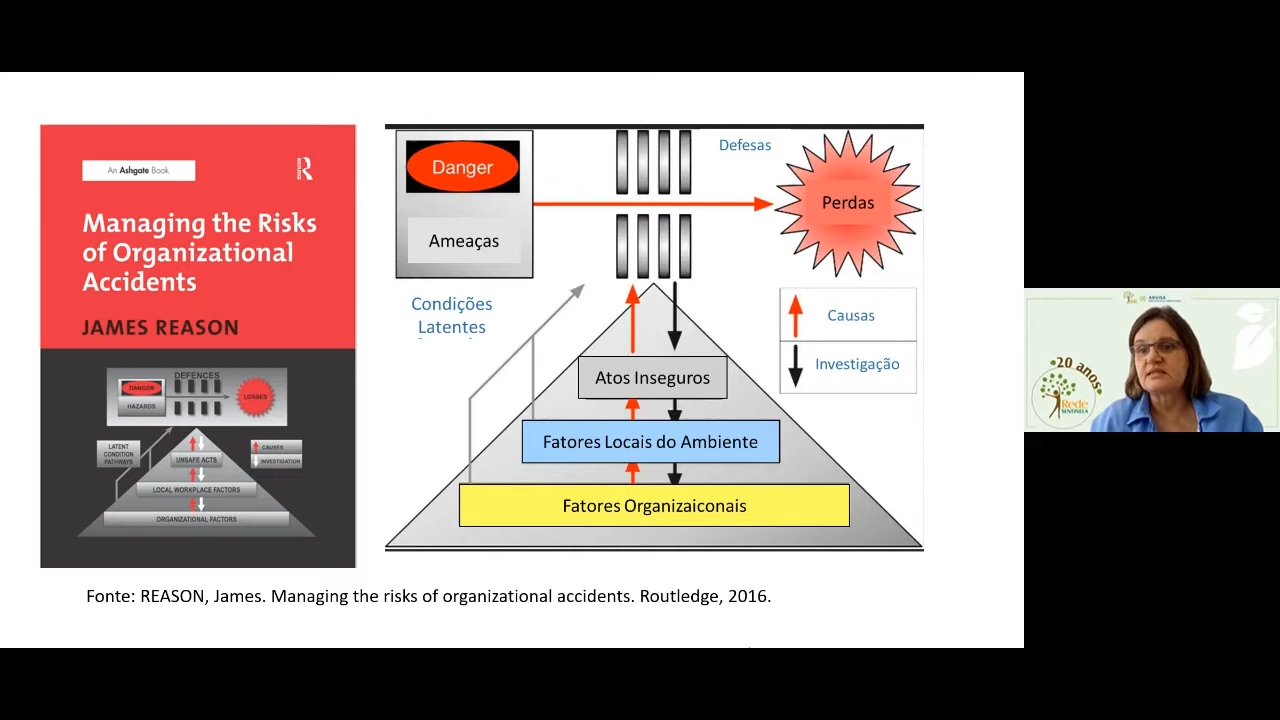 An Ashgate Book
R
ROUTLEDGE
Managing the Risks
of Organizational
Accidents
JAMES REASON
DEFENCES
DANGER
HAZARDS
LOSSES
LATENT
CONDITION
PATHWAYS
UNSAFE ACTS
CAUSES
INVESTIGATION
LOCAL WORKPLACE FACTORS
ORGANIZATIONAL FACTORS
Danger
Ameaças
Defesas
Perdas
Condições
Latentes
Causas
Investigação
Atos Inseguros
Fatores Locais do Ambiente
Fatores Organizaiconais
Fonte: REASON, James. Managing the risks of organizational accidents. Routledge, 2016.
ANVISA
20 anos
Rede
SENTINELA